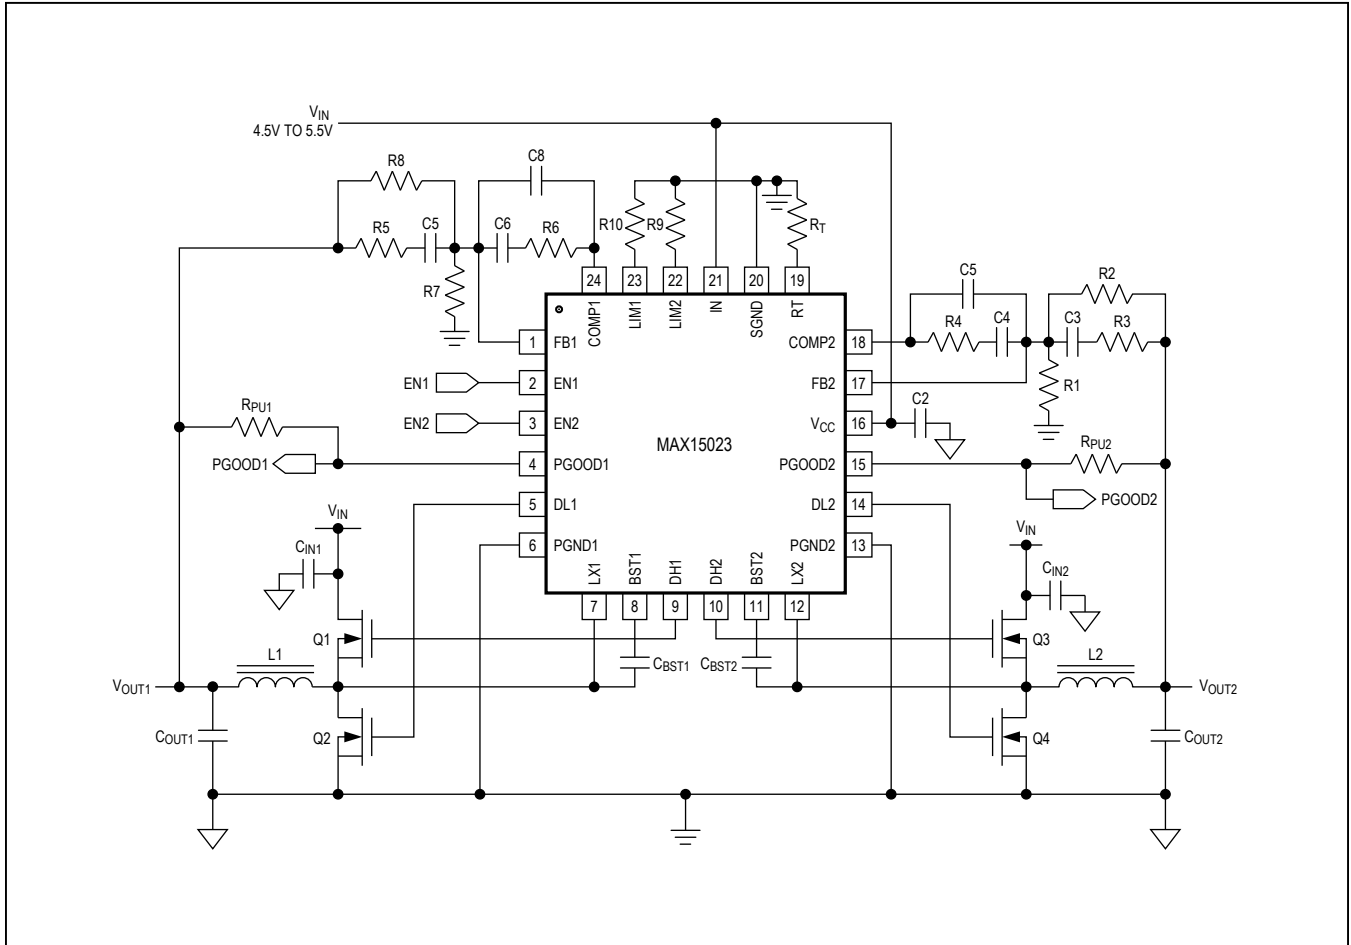 VIN
4.5V TO 5.5V
R8
C8
R5
C5
C6
R6
R10
R9
RT
R7
24
23
22
21
20
19
COMP1
LIM1
LIM2
IN
SGND
RT
C5
R2
R4
C4
C3
R3
R1
1
FB1
COMP2
18
EN1
2
EN1
FB2
17
EN2
3
EN2
VCC
16
C2
RPU1
MAX15023
PGOOD1
4
PGOOD1
PGOOD2
15
RPU2
PGOOD2
5
DL1
DL2
14
6
PGND1
PGND2
13
VIN
CIN1
VIN
CIN2
LX1
BST1
DH1
DH2
BST2
LX2
7
8
9
10
11
12
Q1
Q3
L1
CBST1
CBST2
L2
VOUT1
VOUT2
COUT1
Q2
Q4
COUT2